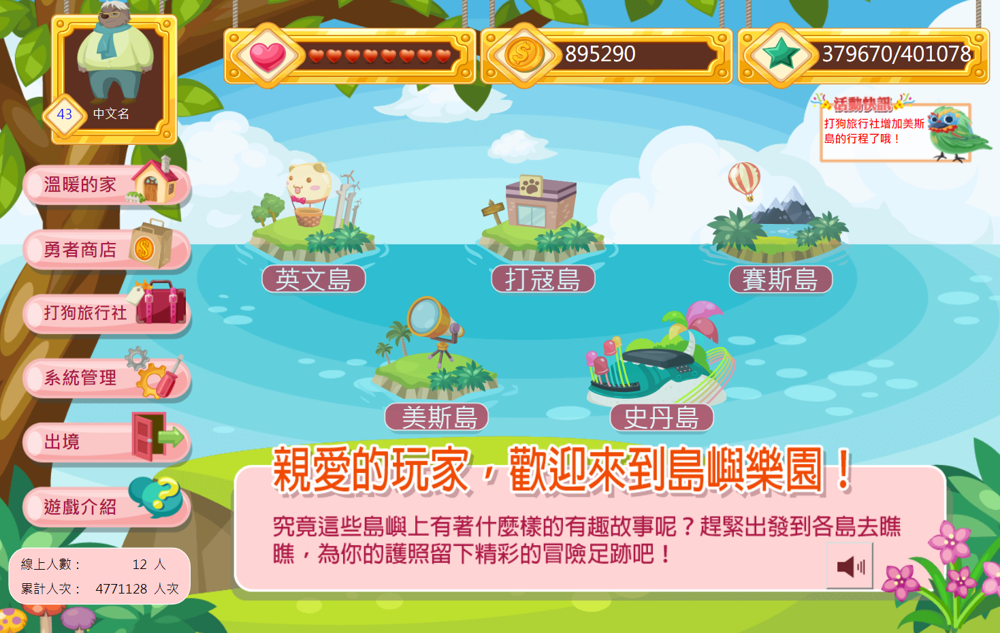 43
中文名
895290
379670/401078
活動快訊
打狗旅行社增加美斯
島的行程了哦！
溫暖的家
勇者商店
打狗旅行社
系統管理
出境
遊戲介紹
英文島
打寇島
賽斯島
美斯島
史丹島
親愛的玩家，歡迎來到島嶼樂園！
究竟這些島嶼上有著什麼樣的有趣故事呢？趕緊出發到各島去瞧
瞧，為你的護照留下精彩的冒險足跡吧！
線上人數： 12 人
累計人次： 4771128 人次